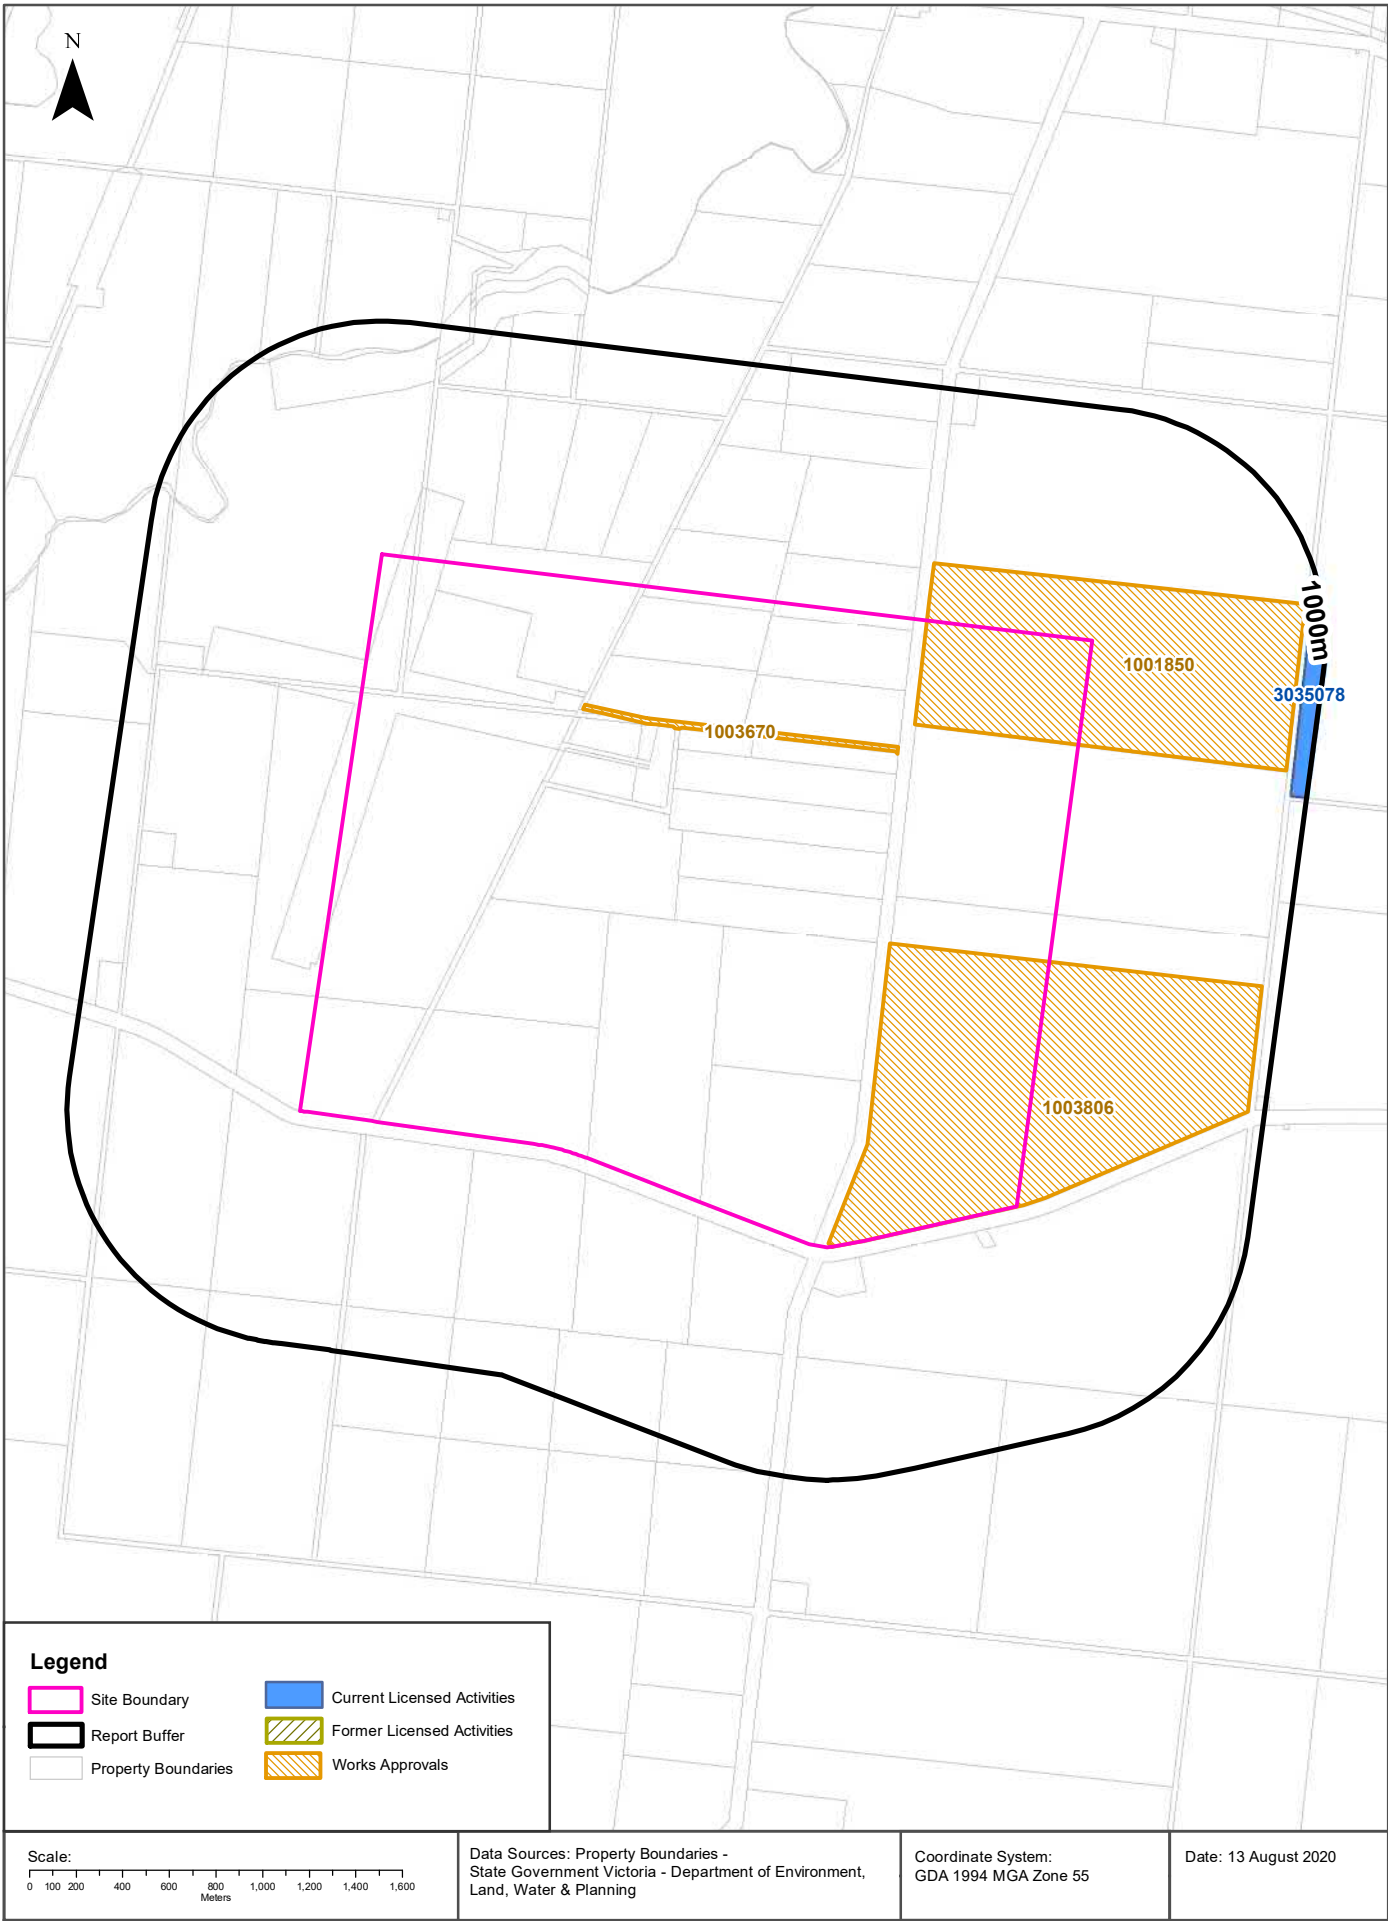 N
1000m
1001850
3035078
1003670
1003806
Legend
Site Boundary
Report Buffer
Property Boundaries
Current Licensed Activities
Former Licensed Activities
Works Approvals
Scale:
0 100 200 400 600 800 1,000 1,200 1,400 1,600
Meters
Data Sources: Property Boundaries -
State Government Victoria - Department of Environment,
Land, Water & Planning
Coordinate System:
GDA 1994 MGA Zone 55
Date: 13 August 2020